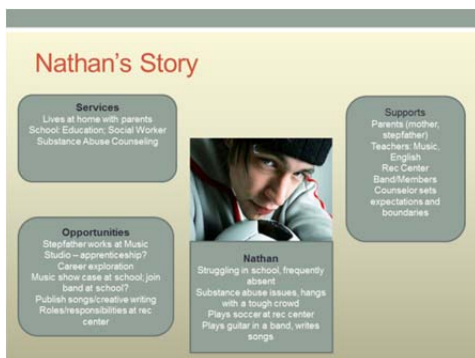 Nathan's Story
Services
Lives at home with parents
School: Education; Social Worker
Substance Abuse Counseling
Supports
Parents (mother,
stepfather)
Teachers: Music,
English
Rec Center
Band/Members
Counselor sets
expectations and
boundaries
Opportunities
Stepfather works at Music
Studio – apprenticeship?
Career exploration
Music show case at school; join
band at school?
Publish songs/creative writing
Roles/responsibilities at rec
center
Nathan
Struggling in school, frequently
absent
Substance abuse issues, hangs
with a tough crowd
Plays soccer at rec center
Plays guitar in a band, writes
songs